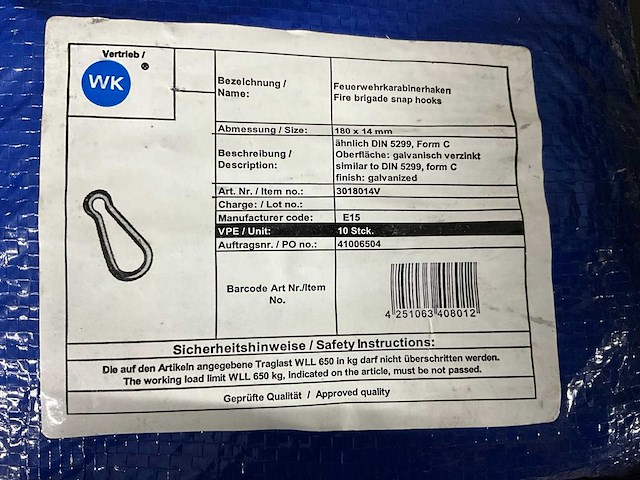 Vertrieb /
WK
®
Bezeichnung /
Name:
Feuerwehrkarabinerhaken
Fire brigade snap hooks
Abmessung / Size:
180 x 14 mm
Beschreibung /
Description:
ähnlich DIN 5299, Form C
Oberfläche: galvanisch verzinkt
similar to DIN 5299, form C
finish: galvanized
Art. Nr. / Item no.:
3018014V
Charge: / Lot no.:
Manufacturer code:
E15
VPE / Unit:
10 Stck.
Auftragsnr. / PO no.:
41006504
Barcode Art Nr./Item
No.
4 251063 408012
Sicherheitshinweise / Safety Instructions:
Die auf den Artikeln angegebene Traglast WLL 650 in kg darf nicht überschritten werden.
The working load limit WLL 650 kg, indicated on the article, must be not passed.
Geprüfte Qualität / Approved quality